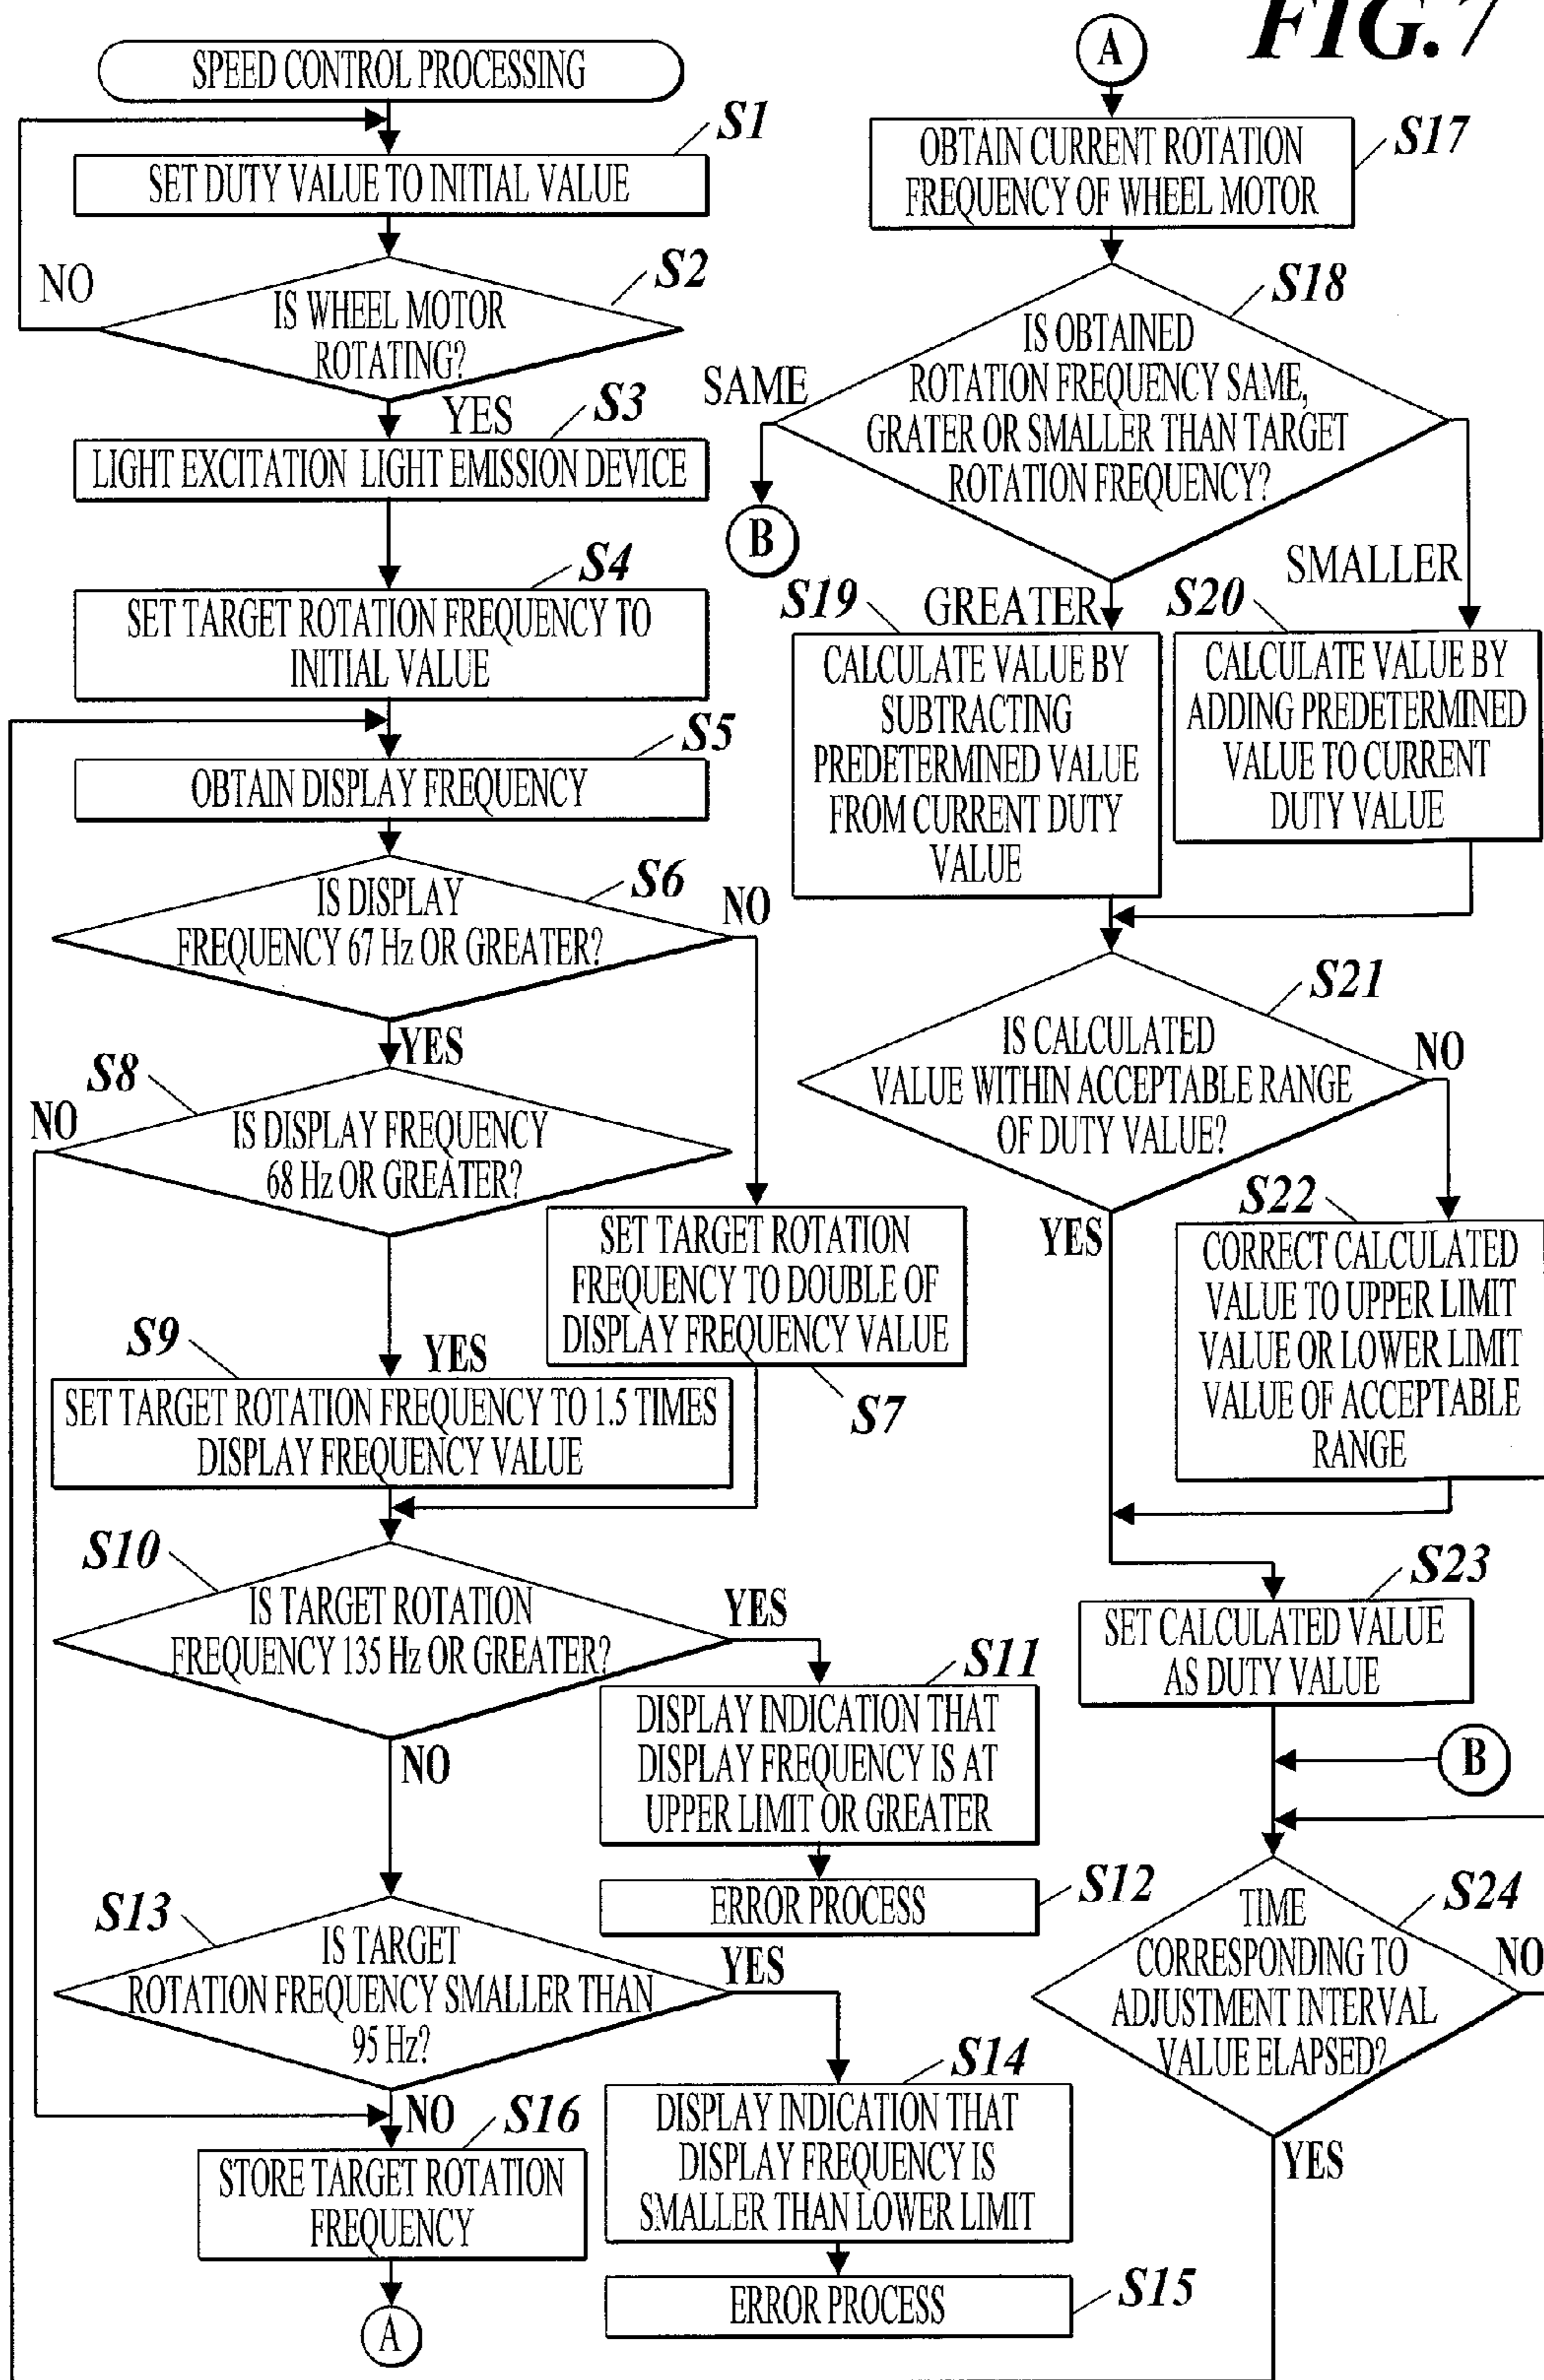 FIG. 7
SPEED CONTROL PROCESSING
S1
SET DUTY VALUE TO INITIAL VALUE
S2
NO
IS WHEEL MOTOR
ROTATING?
YES
S3
LIGHT EXCITATION LIGHT EMISSION DEVICE
S4
SET TARGET ROTATION FREQUENCY TO
INITIAL VALUE
S5
OBTAIN DISPLAY FREQUENCY
S6
IS DISPLAY
FREQUENCY 67 Hz OR GREATER?
NO
YES
S8
NO
IS DISPLAY FREQUENCY
68 Hz OR GREATER?
SET TARGET ROTATION
FREQUENCY TO DOUBLE OF
DISPLAY FREQUENCY VALUE
S7
S9
YES
SET TARGET ROTATION FREQUENCY TO 1.5 TIMES
DISPLAY FREQUENCY VALUE
S10
IS TARGET ROTATION
FREQUENCY 135 Hz OR GREATER?
YES
S11
DISPLAY INDICATION THAT
DISPLAY FREQUENCY IS AT
UPPER LIMIT OR GREATER
NO
S12
ERROR PROCESS
S13
IS TARGET
ROTATION FREQUENCY SMALLER THAN
95 Hz?
YES
S14
DISPLAY INDICATION THAT
DISPLAY FREQUENCY IS
SMALLER THAN LOWER LIMIT
NO
S16
STORE TARGET ROTATION
FREQUENCY
S15
ERROR PROCESS
A
A
S17
OBTAIN CURRENT ROTATION
FREQUENCY OF WHEEL MOTOR
S18
IS OBTAINED
ROTATION FREQUENCY SAME,
GRATER OR SMALLER THAN TARGET
ROTATION FREQUENCY?
SAME
B
SMALLER
S19
GREATER
S20
CALCULATE VALUE BY
SUBTRACTING
PREDETERMINED VALUE
FROM CURRENT DUTY
VALUE
CALCULATE VALUE BY
ADDING PREDETERMINED
VALUE TO CURRENT
DUTY VALUE
S21
IS CALCULATED
VALUE WITHIN ACCEPTABLE RANGE
OF DUTY VALUE?
NO
YES
S22
CORRECT CALCULATED
VALUE TO UPPER LIMIT
VALUE OR LOWER LIMIT
VALUE OF ACCEPTABLE
RANGE
S23
SET CALCULATED VALUE
AS DUTY VALUE
B
S24
TIME
CORRESPONDING TO
ADJUSTMENT INTERVAL
VALUE ELAPSED?
NO
YES